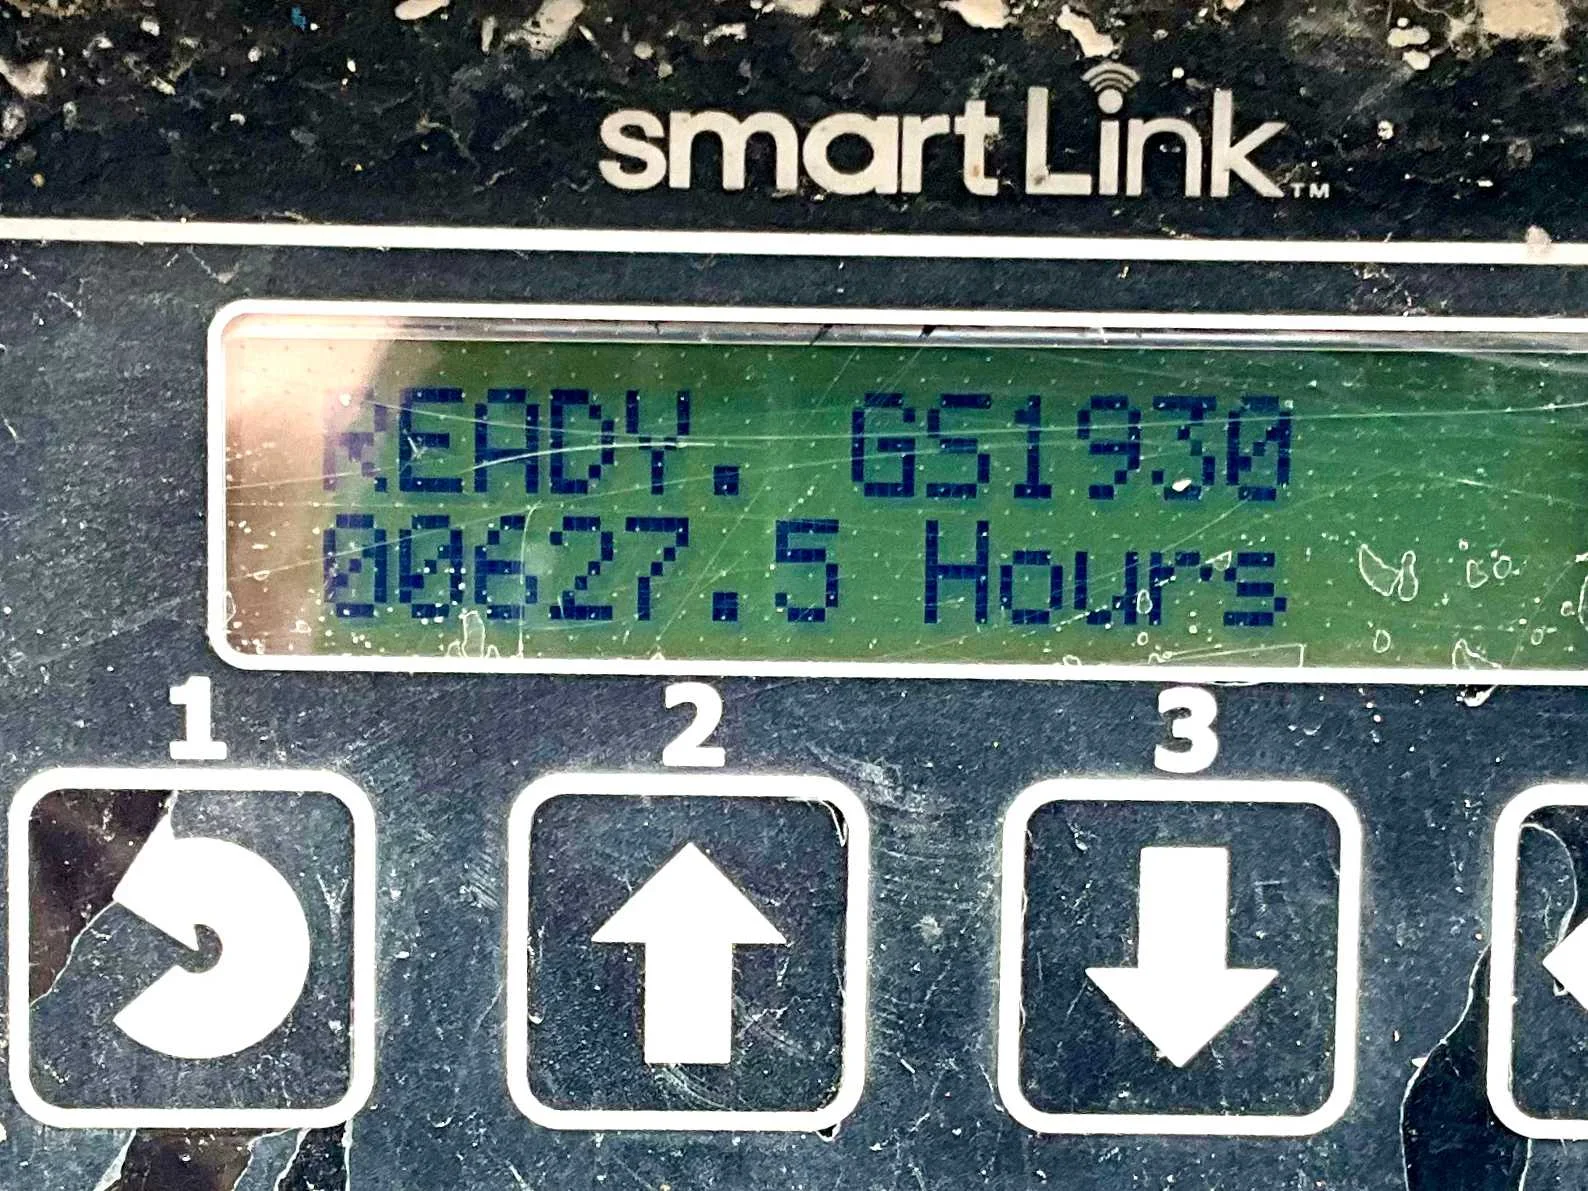 smartLink™
READY. GS1930
00627.5 Hours
1 2 3